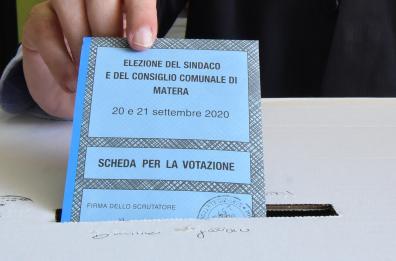 ELEZIONE DEL SINDACO
E DEL CONSIGLIO COMUNALE DI
MATERA
20 e 21 settembre 2020
SCHEDA PER LA VOTAZIONE
FIRMA DELLO SCRUTATORE